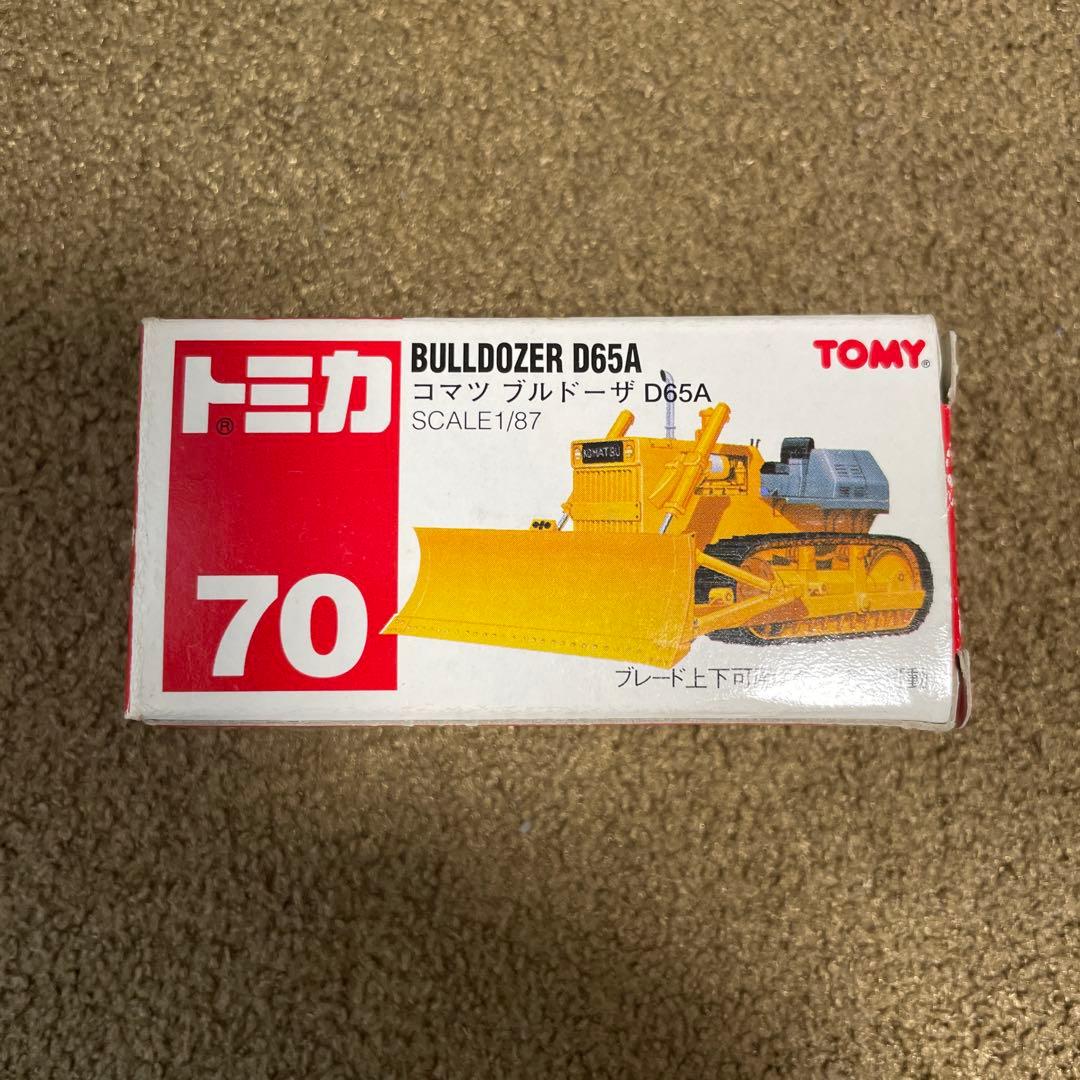 トミカ®
70
BULLDOZER D65A
コマツ ブルドーザ D65A
SCALE1/87
TOMY®
KOMATSU
ブレード上下可動